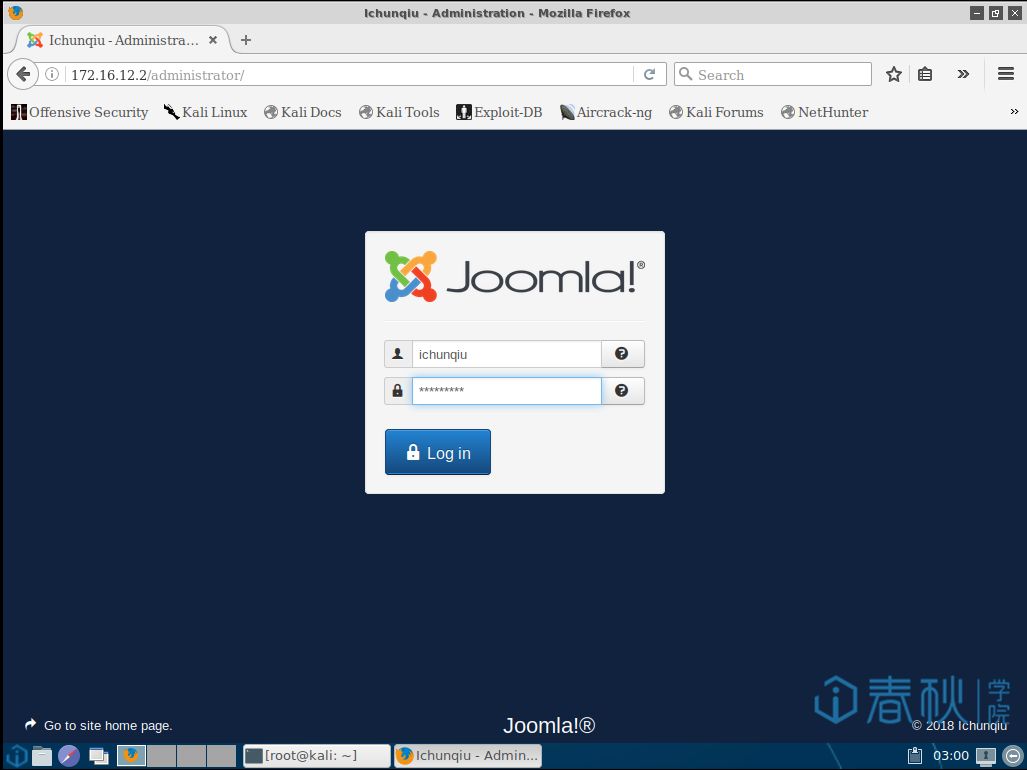 Ichunqiu - Administration - Mozilla Firefox
Ichunqiu - Administra...
172.16.12.2/administrator/
Search
Offensive Security Kali Linux Kali Docs Kali Tools Exploit-DB Aircrack-ng Kali Forums NetHunter
Joomla!®
ichunqiu
*********
Log in
春秋学院
Go to site home page.
Joomla!®
© 2018 Ichunqiu
[root@kali: ~]
Ichunqiu - Admin...
03:00